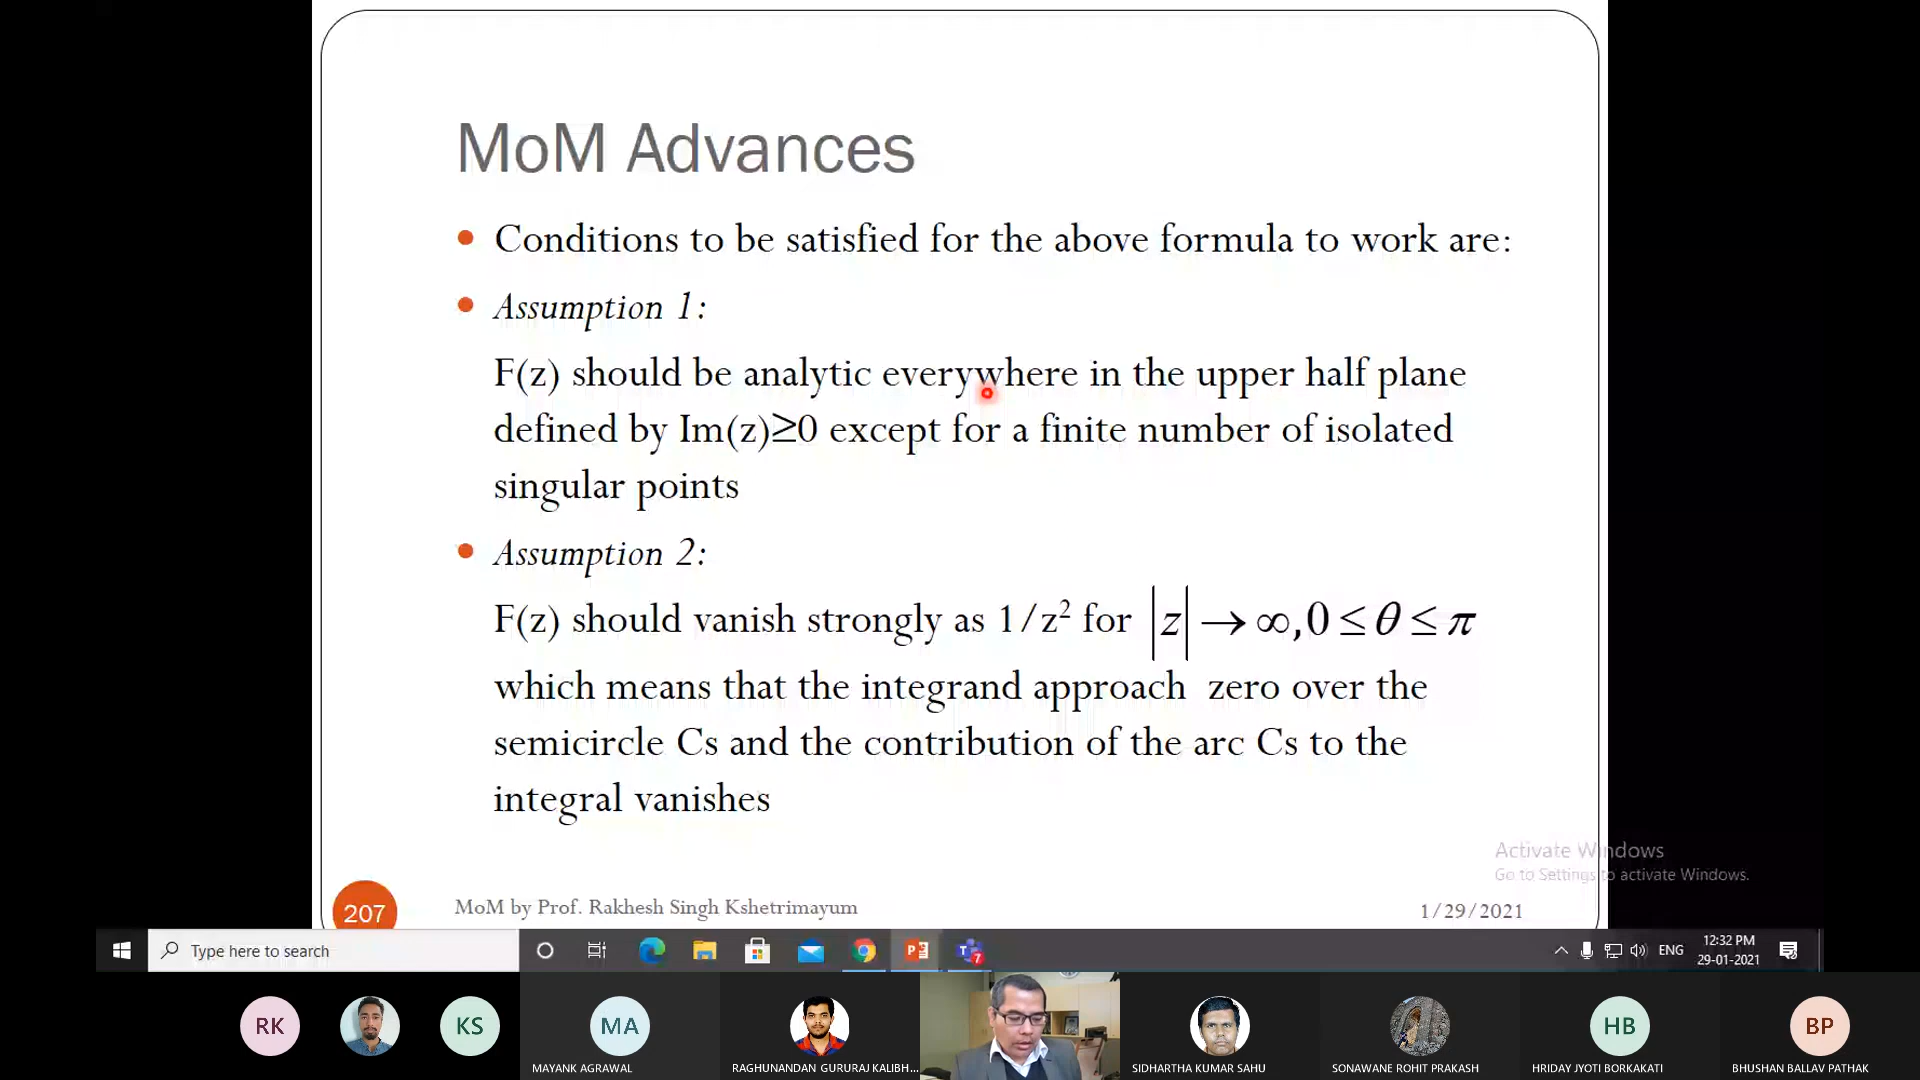 MoM Advances
Conditions to be satisfied for the above formula to work are:
Assumption 1:
F(z) should be analytic everywhere in the upper half plane
defined by Im(z)≥0 except for a finite number of isolated
singular points
Assumption 2:
F(z) should vanish strongly as 1/z² for |z| → ∞, 0 ≤ θ ≤ π
which means that the integrand approach zero over the
semicircle Cs and the contribution of the arc Cs to the
integral vanishes
Activate Windows
Go to Settings to activate Windows.
207
MoM by Prof. Rakhesh Singh Kshetrimayum
1/29/2021
Type here to search
7
ENG
12:32 PM
29-01-2021
RK
KS
MA
HB
BP
MAYANK AGRAWAL
RAGHUNANDAN GURURAJ KALIBH...
SIDHARTHA KUMAR SAHU
SONAWANE ROHIT PRAKASH
HRIDAY JYOTI BORKAKATI
BHUSHAN BALLAV PATHAK